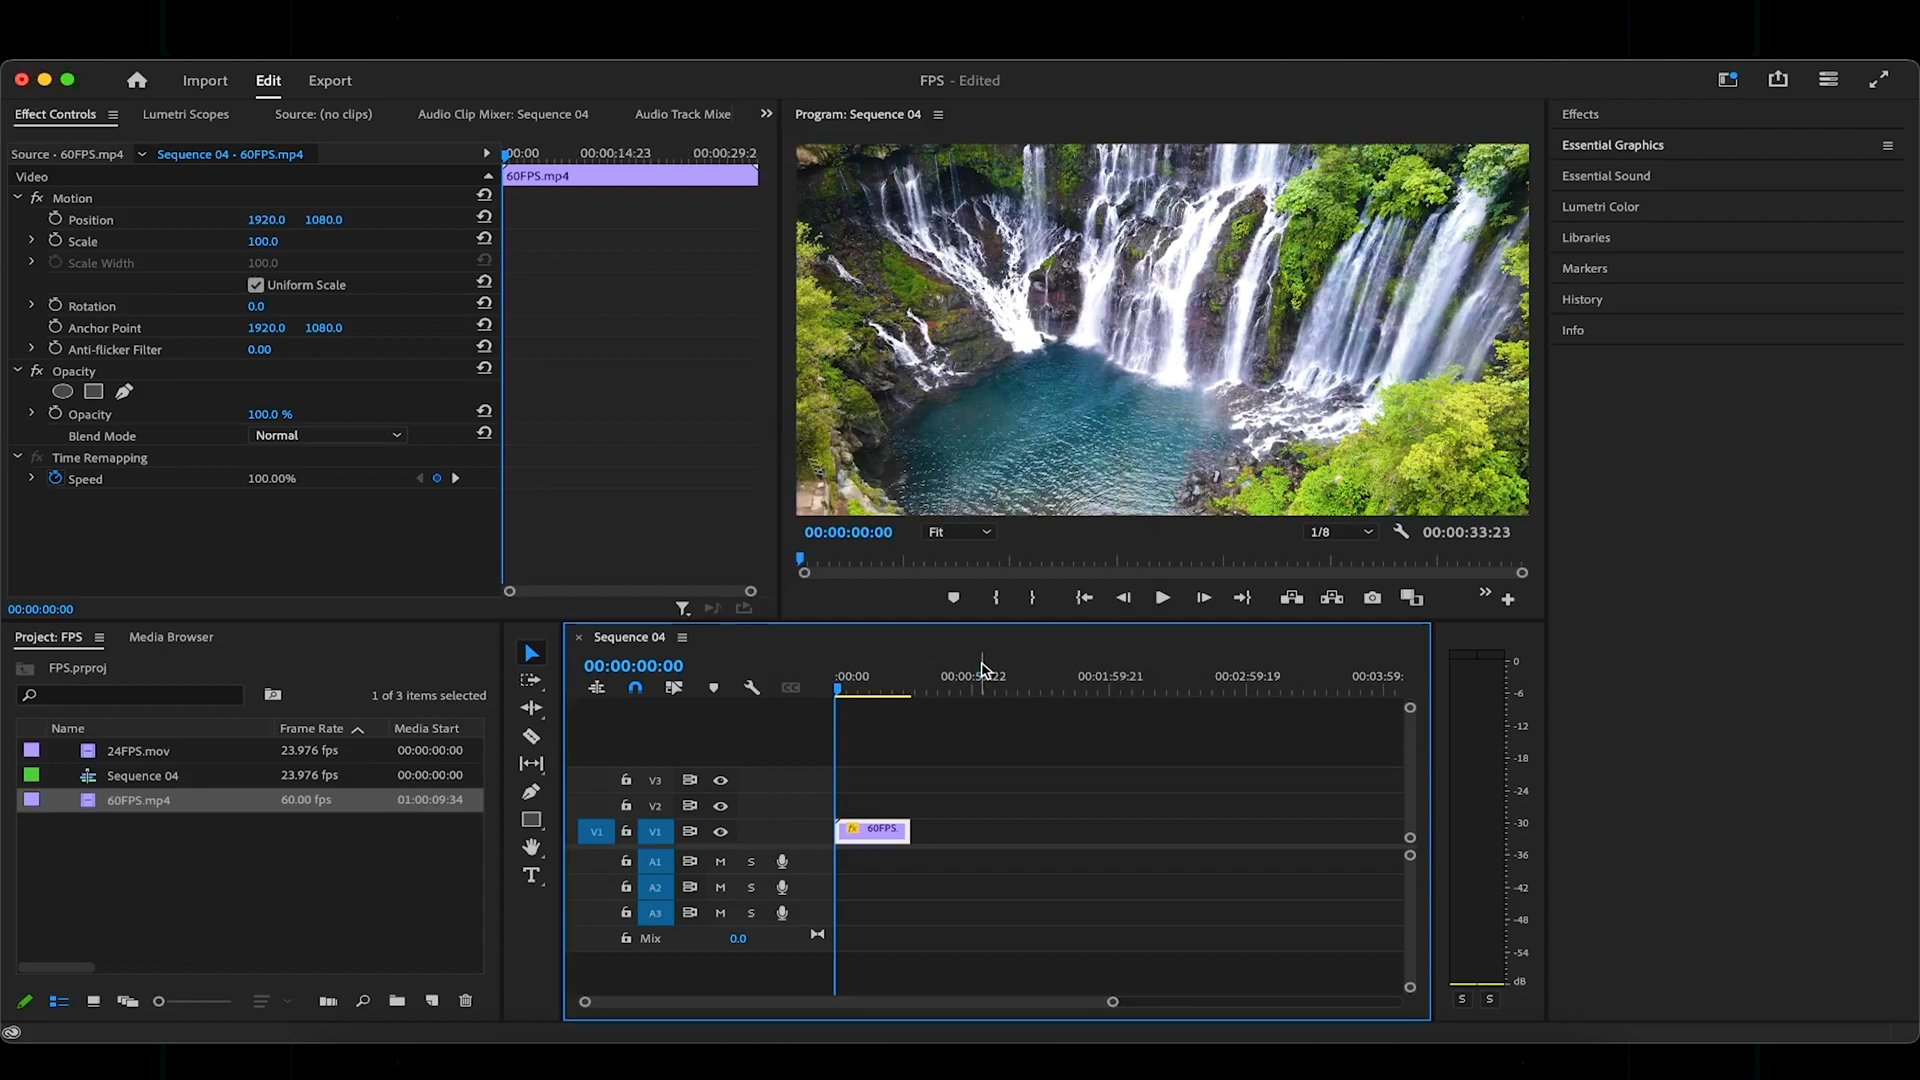 Import Edit Export FPS - Edited
Effect Controls Lumetri Scopes Source: (no clips) Audio Clip Mixer: Sequence 04 Audio Track Mixe
Program: Sequence 04
Effects
Essential Graphics
Essential Sound
Lumetri Color
Libraries
Markers
History
Info
Source · 60FPS.mp4 Sequence 04 · 60FPS.mp4
:00:00 00:00:14:23 00:00:29:2
Video
60FPS.mp4
fx Motion
Position 1920.0 1080.0
Scale 100.0
Scale Width 100.0
Uniform Scale
Rotation 0.0
Anchor Point 1920.0 1080.0
Anti-flicker Filter 0.00
fx Opacity
Opacity 100.0 %
Blend Mode Normal
fx Time Remapping
Speed 100.00%
00:00:00:00
00:00:00:00 Fit 1/8 00:00:33:23
Project: FPS Media Browser
FPS.prproj
1 of 3 items selected
Name Frame Rate Media Start
24FPS.mov 23.976 fps 00:00:00:00
Sequence 04 23.976 fps 00:00:00:00
60FPS.mp4 60.00 fps 01:00:09:34
T
× Sequence 04
00:00:00:00
CC
:00:00 00:01:59:21 00:02:59:19 00:03:59:
V3
V2
V1 V1
fx 60FPS.
A1 M S
A2 M S
A3 M S
Mix 0.0
0
-6
-12
-18
-24
-30
-36
-42
-48
-54
dB
S S